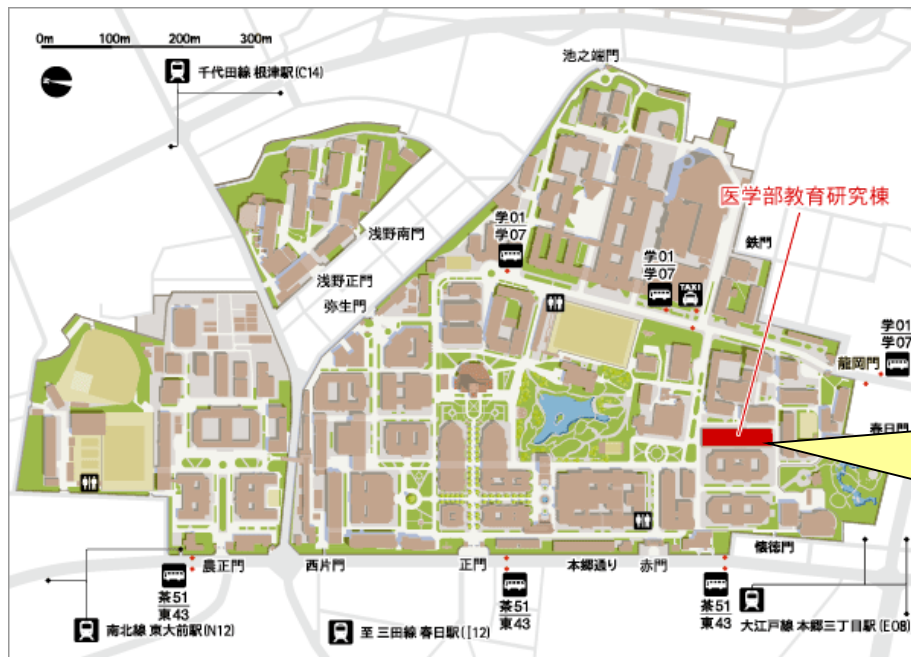 0m 100m 200m 300m
千代田線 根津駅(C14)
池之端門
医学部教育研究棟
浅野南門
学01
学07
学01
学07
TAXI
鉄門
浅野正門
弥生門
学01
学07
龍岡門
春日門
農正門
西片門
正門
本郷通り
赤門
懐徳門
茶51
東43
茶51
東43
茶51
東43
南北線 東大前駅(N12)
至 三田線 春日駅(I12)
大江戸線 本郷三丁目駅(E08)